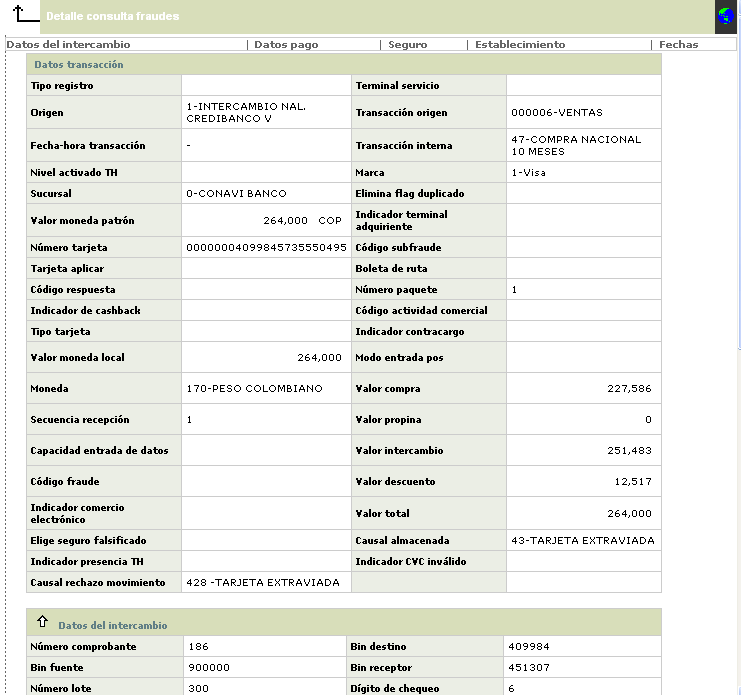 Detalle consulta fraudes
Datos del intercambio | Datos pago | Seguro | Establecimiento | Fechas
Datos transacción
Tipo registro Terminal servicio
Origen 1-INTERCAMBIO NAL. CREDIBANCO V Transacción origen 000006-VENTAS
Fecha-hora transacción - Transacción interna 47-COMPRA NACIONAL 10 MESES
Nivel activado TH Marca 1-Visa
Sucursal 0-CONAVI BANCO Elimina flag duplicado
Valor moneda patrón 264,000 COP Indicador terminal adquiriente
Número tarjeta 00000004099845735550495 Código subfraude
Tarjeta aplicar Boleta de ruta
Código respuesta Número paquete 1
Indicador de cashback Código actividad comercial
Tipo tarjeta Indicador contracargo
Valor moneda local 264,000 Modo entrada pos
Moneda 170-PESO COLOMBIANO Valor compra 227,586
Secuencia recepción 1 Valor propina 0
Capacidad entrada de datos Valor intercambio 251,483
Código fraude Valor descuento 12,517
Indicador comercio electrónico Valor total 264,000
Elige seguro falsificado Causal almacenada 43-TARJETA EXTRAVIADA
Indicador presencia TH Indicador CVC inválido
Causal rechazo movimiento 428 -TARJETA EXTRAVIADA
Datos del intercambio
Número comprobante 186 Bin destino 409984
Bin fuente 900000 Bin receptor 451307
Número lote 300 Dígito de chequeo 6